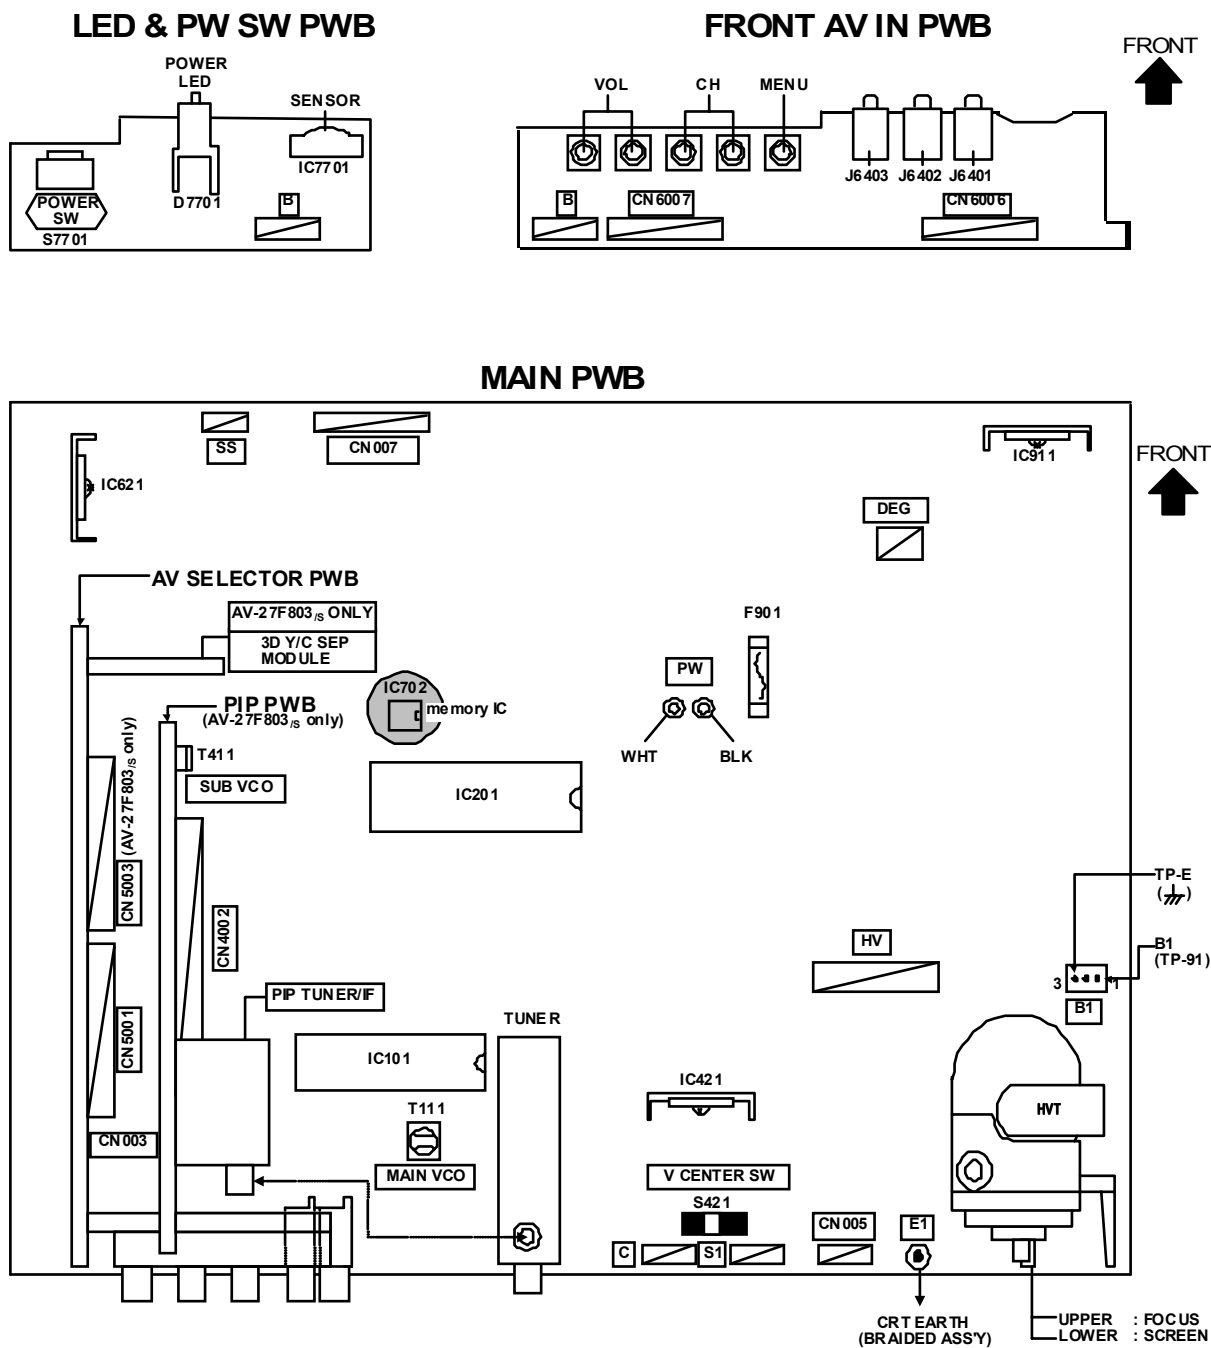 LED & PW SW PWB
FRONT AV IN PWB
FRONT
POWER
LED
SENSOR
IC7701
POWER
SW
S7701
D7701
B
VOL
CH
MENU
J6403
J6402
J6401
B
CN6007
CN6006
MAIN PWB
SS
CN007
IC621
IC911
FRONT
DEG
AV SELECTOR PWB
AV-27F803/S ONLY
3D Y/C SEP
MODULE
F901
PW
WHT
BLK
IC702
memory IC
PIP PWB
(AV-27F803/S only)
T411
SUB VCO
IC201
CN5003 (AV-27F803/S only)
CN4002
CN5001
CN003
PIP TUNER/IF
TUNER
IC101
T111
MAIN VCO
HV
TP-E
B1
(TP-91)
3
1
B1
IC421
HVT
V CENTER SW
S421
C
S1
CN005
E1
CRT EARTH
(BRAIDED ASS'Y)
UPPER : FOCUS
LOWER : SCREEN